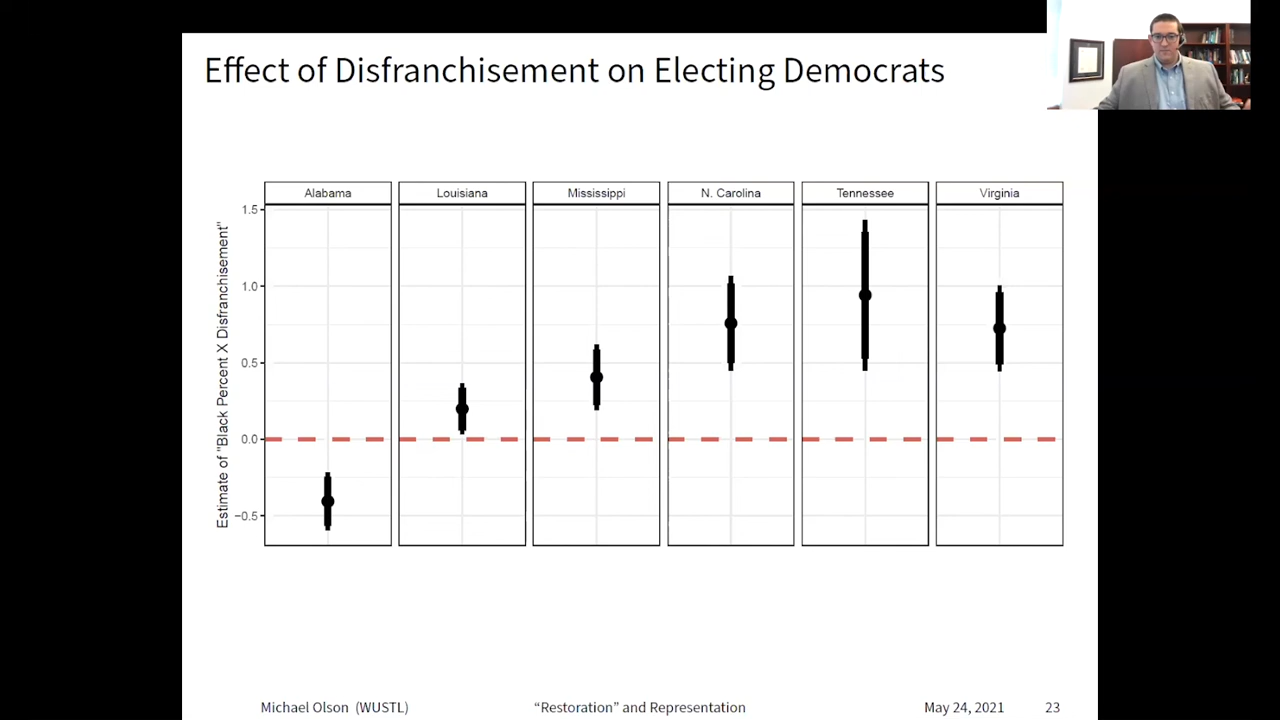 Effect of Disfranchisement on Electing Democrats
Alabama
Louisiana
Mississippi
N. Carolina
Tennessee
Virginia
Estimate of "Black Percent X Disfranchisement"
1.5
1.0
0.5
0.0
−0.5
Michael Olson (WUSTL)
“Restoration” and Representation
May 24, 2021
23